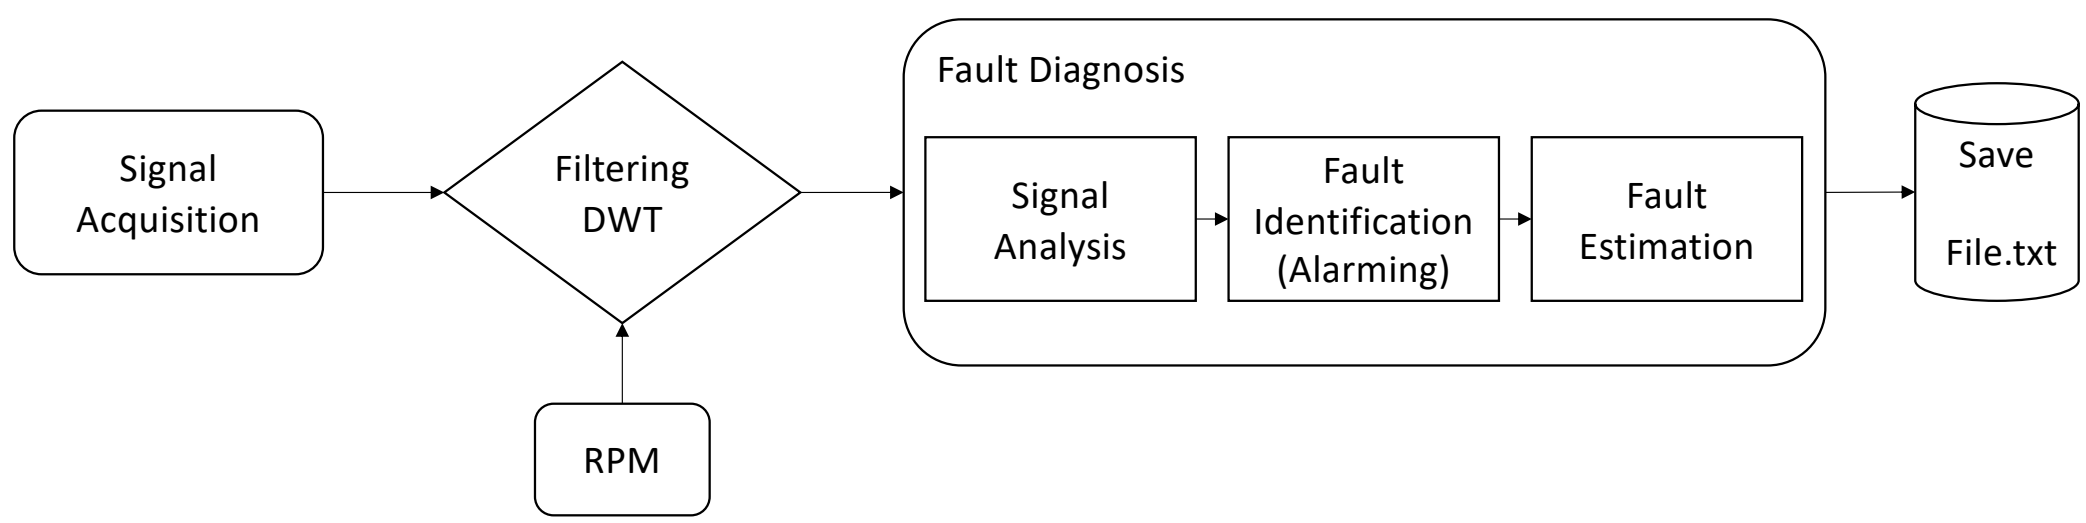 Signal
Acquisition
Filtering
DWT
RPM
Fault Diagnosis
Signal
Analysis
Fault
Identification
(Alarming)
Fault
Estimation
Save
File.txt